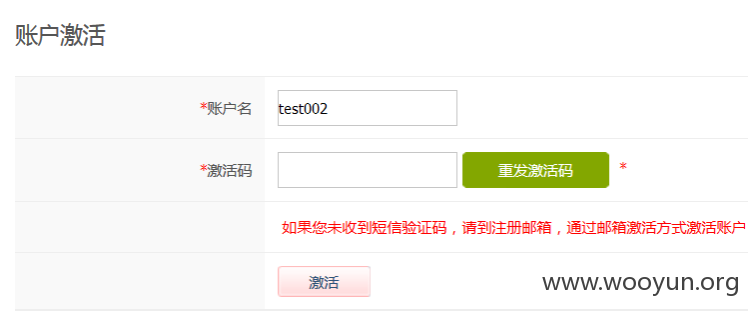 账户激活
*账户名 test002
*激活码 重发激活码 *
如果您未收到短信验证码，请到注册邮箱，通过邮箱激活方式激活账户
激活
www.wooyun.org